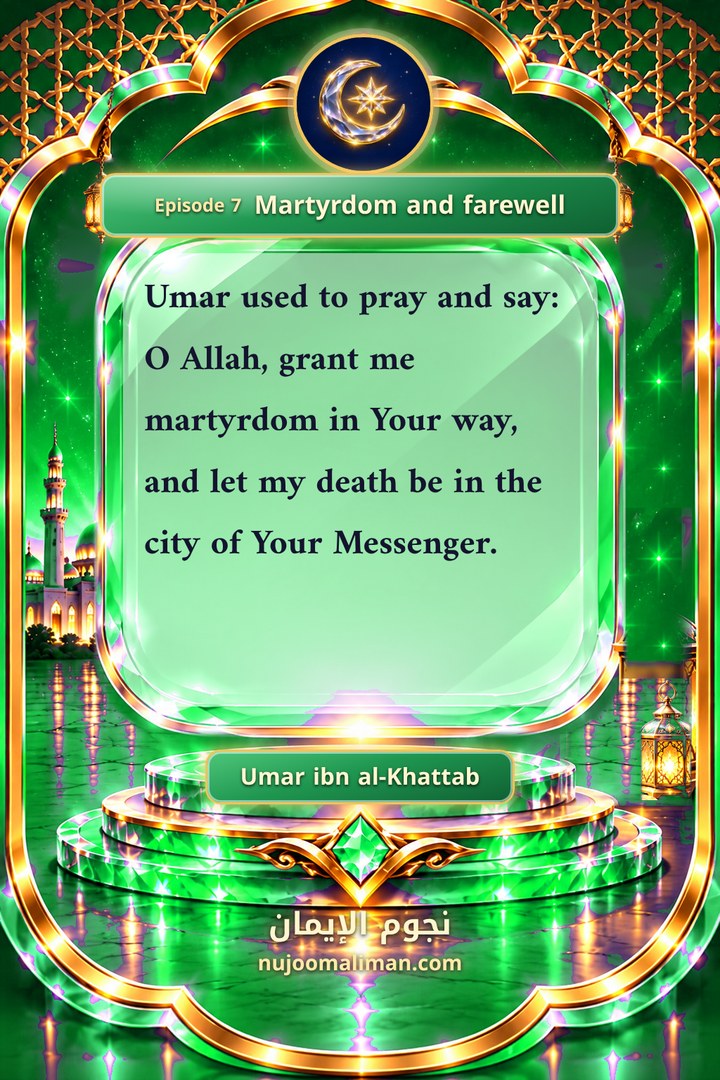 Episode 7 Martyrdom and farewell
Umar used to pray and say:
O Allah, grant me
martyrdom in Your way,
and let my death be in the
city of Your Messenger.
Umar ibn al-Khattab
نجوم الإيمان
nujoomaliman.com